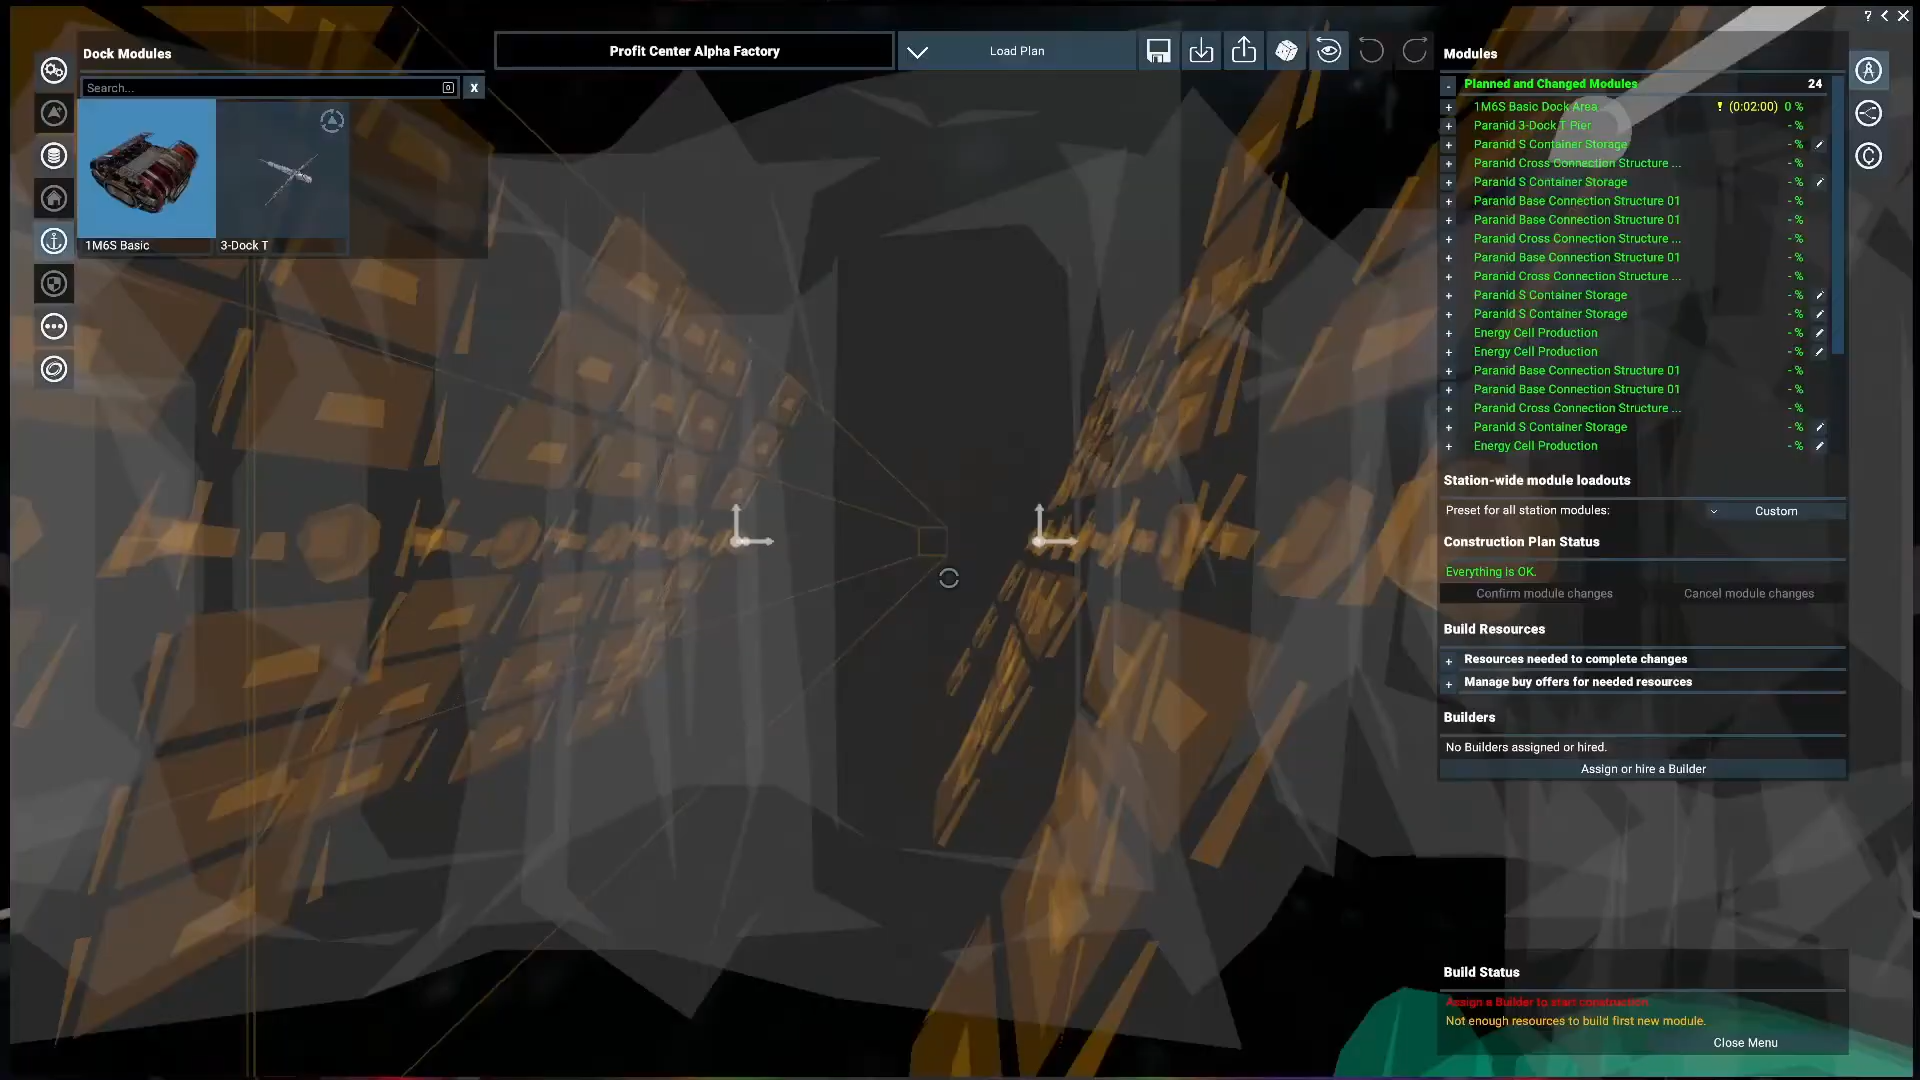 ? < X
Dock Modules
Search...
0
X
1M6S Basic
3-Dock T
Profit Center Alpha Factory
Load Plan
Modules
- Planned and Changed Modules 24
+ 1M6S Basic Dock Area ! (0:02:00) 0 %
+ Paranid 3-Dock T Pier - %
+ Paranid S Container Storage - %
+ Paranid Cross Connection Structure ... - %
+ Paranid S Container Storage - %
+ Paranid Base Connection Structure 01 - %
+ Paranid Base Connection Structure 01 - %
+ Paranid Cross Connection Structure ... - %
+ Paranid Base Connection Structure 01 - %
+ Paranid Cross Connection Structure ... - %
+ Paranid S Container Storage - %
+ Paranid S Container Storage - %
+ Energy Cell Production - %
+ Energy Cell Production - %
+ Paranid Base Connection Structure 01 - %
+ Paranid Base Connection Structure 01 - %
+ Paranid Cross Connection Structure ... - %
+ Paranid S Container Storage - %
+ Energy Cell Production - %
Station-wide module loadouts
Preset for all station modules: Custom
Construction Plan Status
Everything is OK.
Confirm module changes Cancel module changes
Build Resources
+ Resources needed to complete changes
+ Manage buy offers for needed resources
Builders
No Builders assigned or hired.
Assign or hire a Builder
Build Status
Assign a Builder to start construction.
Not enough resources to build first new module.
Close Menu